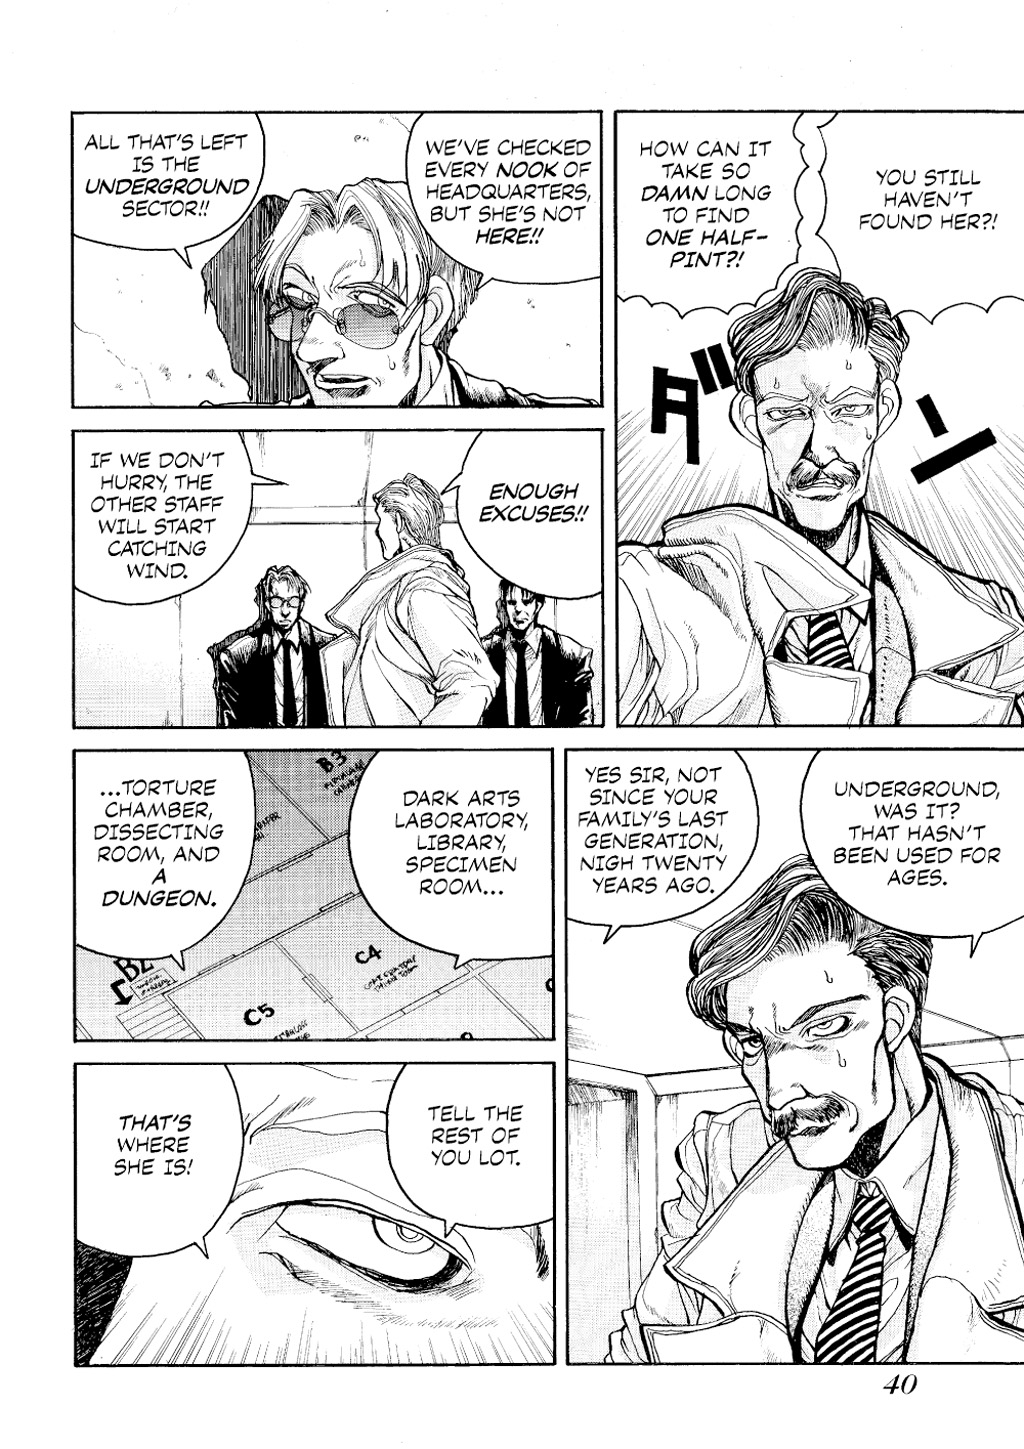 YOU STILL
HAVEN'T
FOUND HER?!
HOW CAN IT
TAKE SO
DAMN LONG
TO FIND
ONE HALF-
PINT?!
ダン
WE'VE CHECKED
EVERY NOOK OF
HEADQUARTERS,
BUT SHE'S NOT
HERE!!
ALL THAT'S LEFT
IS THE
UNDERGROUND
SECTOR!!
ENOUGH
EXCUSES!!
IF WE DON'T
HURRY, THE
OTHER STAFF
WILL START
CATCHING
WIND.
UNDERGROUND,
WAS IT?
THAT HASN'T
BEEN USED FOR
AGES.
YES SIR, NOT
SINCE YOUR
FAMILY'S LAST
GENERATION,
NIGH TWENTY
YEARS AGO.
DARK ARTS
LABORATORY,
LIBRARY,
SPECIMEN
ROOM...
...TORTURE
CHAMBER,
DISSECTING
ROOM, AND
A
DUNGEON.
B3
B2
C4
C5
TELL THE
REST OF
YOU LOT.
THAT'S
WHERE
SHE IS!
40